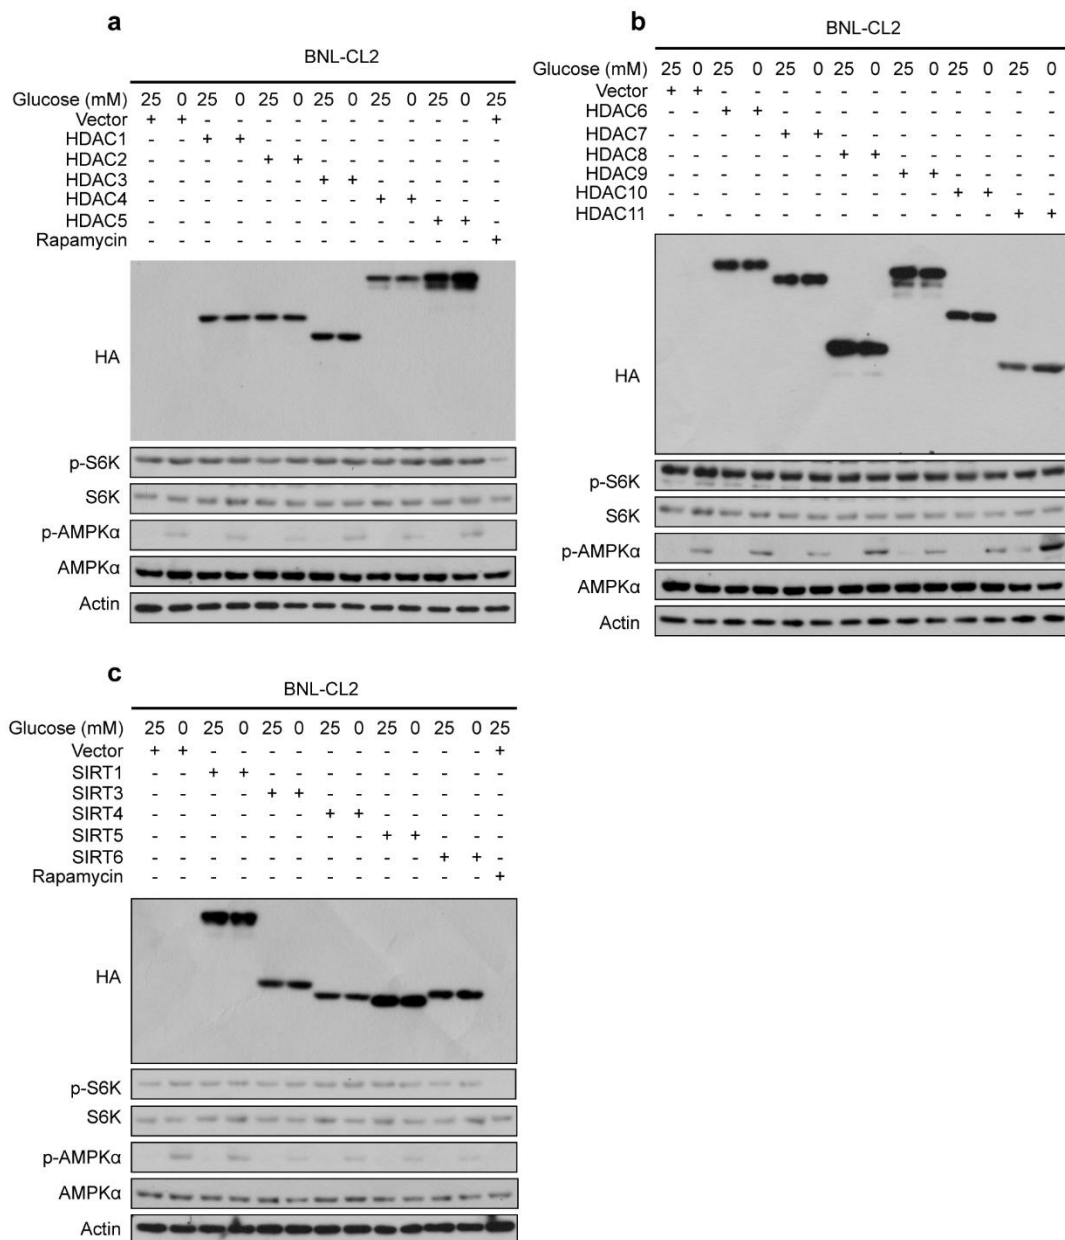 a
BNL-CL2
Glucose (mM) 25 0 25 0 25 0 25 0 25 0 25 0 25
Vector + + - - - - - - - - - - +
HDAC1 - - + + - - - - - - - - -
HDAC2 - - - - + + - - - - - - -
HDAC3 - - - - - - + + - - - - -
HDAC4 - - - - - - - - + + - - -
HDAC5 - - - - - - - - - - + + -
Rapamycin - - - - - - - - - - - - +
HA
p-S6K
S6K
p-AMPKα
AMPKα
Actin
b
BNL-CL2
Glucose (mM) 25 0 25 0 25 0 25 0 25 0 25 0 25 0
Vector + + - - - - - - - - - - - -
HDAC6 - - + + - - - - - - - - - -
HDAC7 - - - - + + - - - - - - - -
HDAC8 - - - - - - + + - - - - - -
HDAC9 - - - - - - - - + + - - - -
HDAC10 - - - - - - - - - - + + - -
HDAC11 - - - - - - - - - - - - + +
HA
p-S6K
S6K
p-AMPKα
AMPKα
Actin
c
BNL-CL2
Glucose (mM) 25 0 25 0 25 0 25 0 25 0 25 0 25
Vector + + - - - - - - - - - - +
SIRT1 - - + + - - - - - - - - -
SIRT3 - - - - + + - - - - - - -
SIRT4 - - - - - - + + - - - - -
SIRT5 - - - - - - - - + + - - -
SIRT6 - - - - - - - - - - + + -
Rapamycin - - - - - - - - - - - - +
HA
p-S6K
S6K
p-AMPKα
AMPKα
Actin